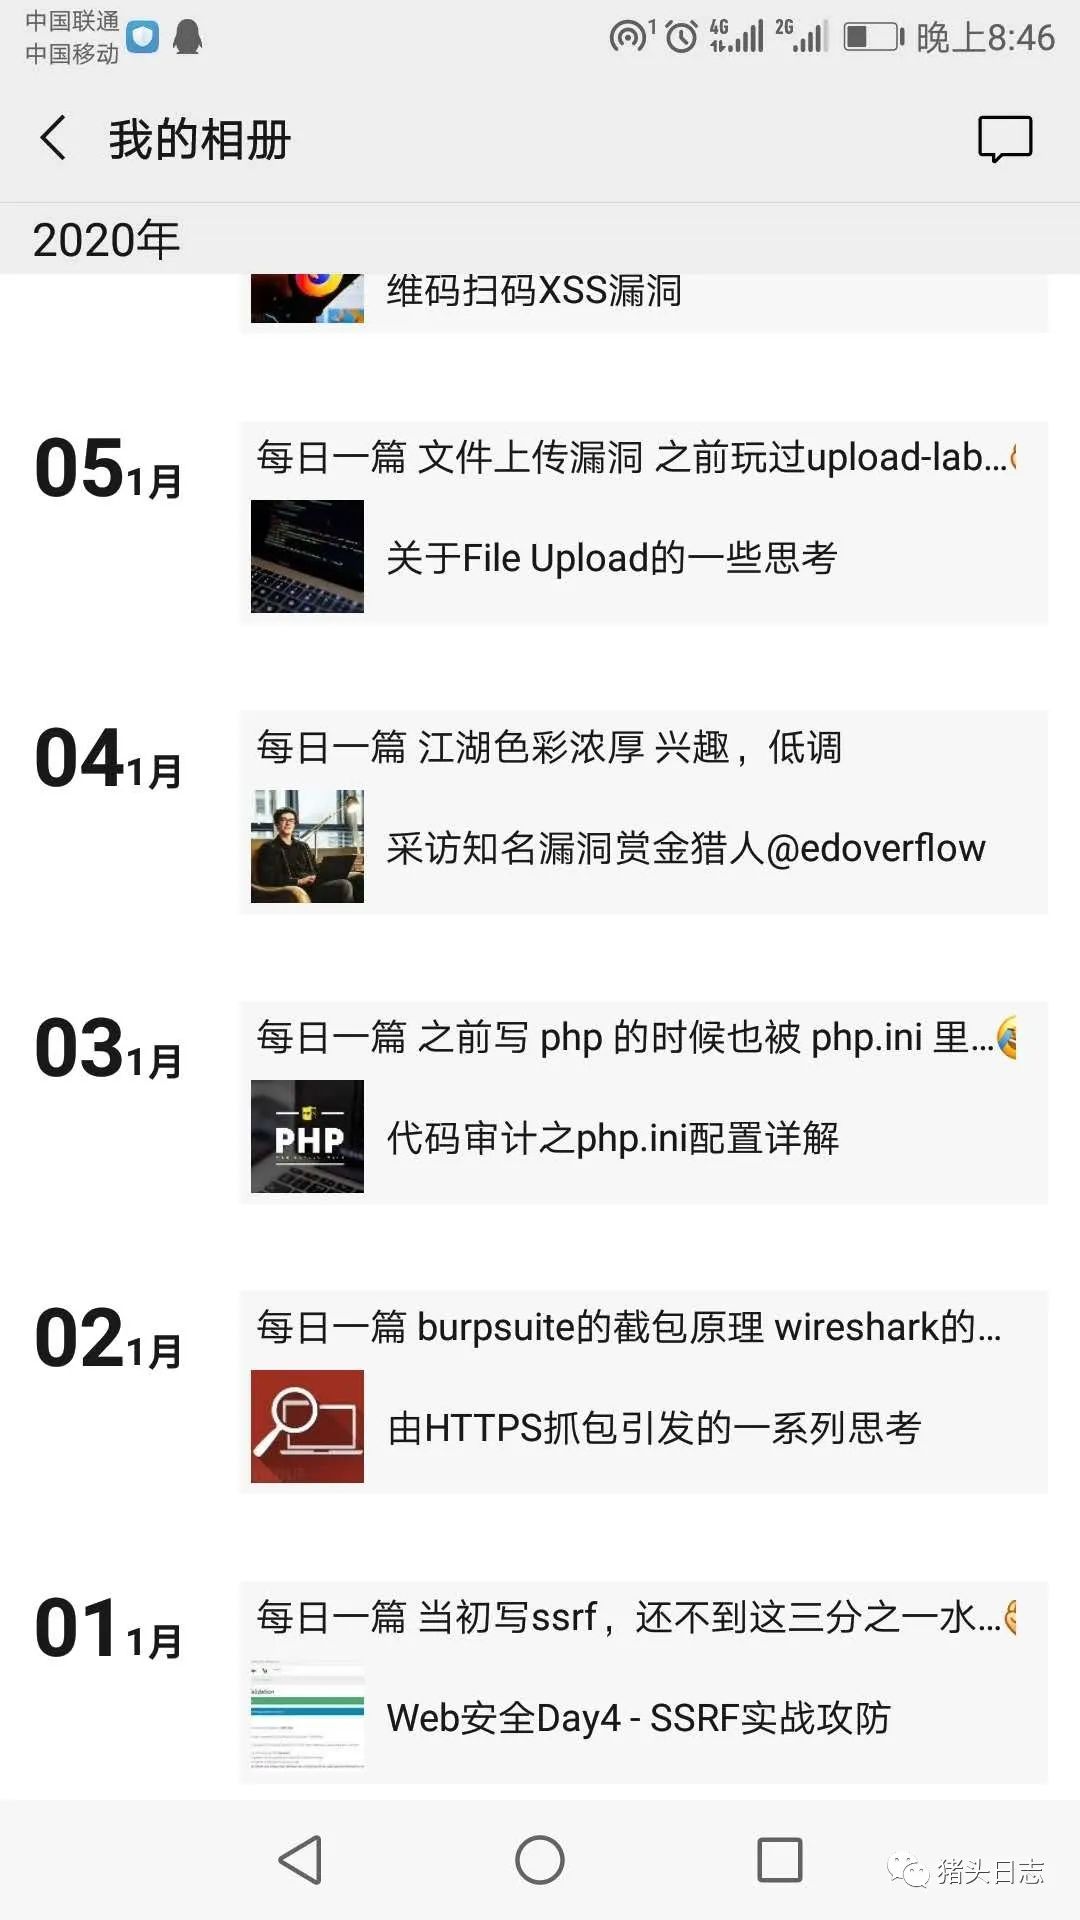 中国联通
中国移动
1
4G
2G
晚上8:46
我的相册
2020年
维码扫码XSS漏洞
05 1月
每日一篇 文件上传漏洞 之前玩过upload-lab...
关于File Upload的一些思考
04 1月
每日一篇 江湖色彩浓厚 兴趣，低调
采访知名漏洞赏金猎人@edoverflow
03 1月
每日一篇 之前写 php 的时候也被 php.ini 里...
PHP
代码审计之php.ini配置详解
02 1月
每日一篇 burpsuite的截包原理 wireshark的...
由HTTPS抓包引发的一系列思考
01 1月
每日一篇 当初写ssrf，还不到这三分之一水...
Web安全Day4 - SSRF实战攻防
猪头日志